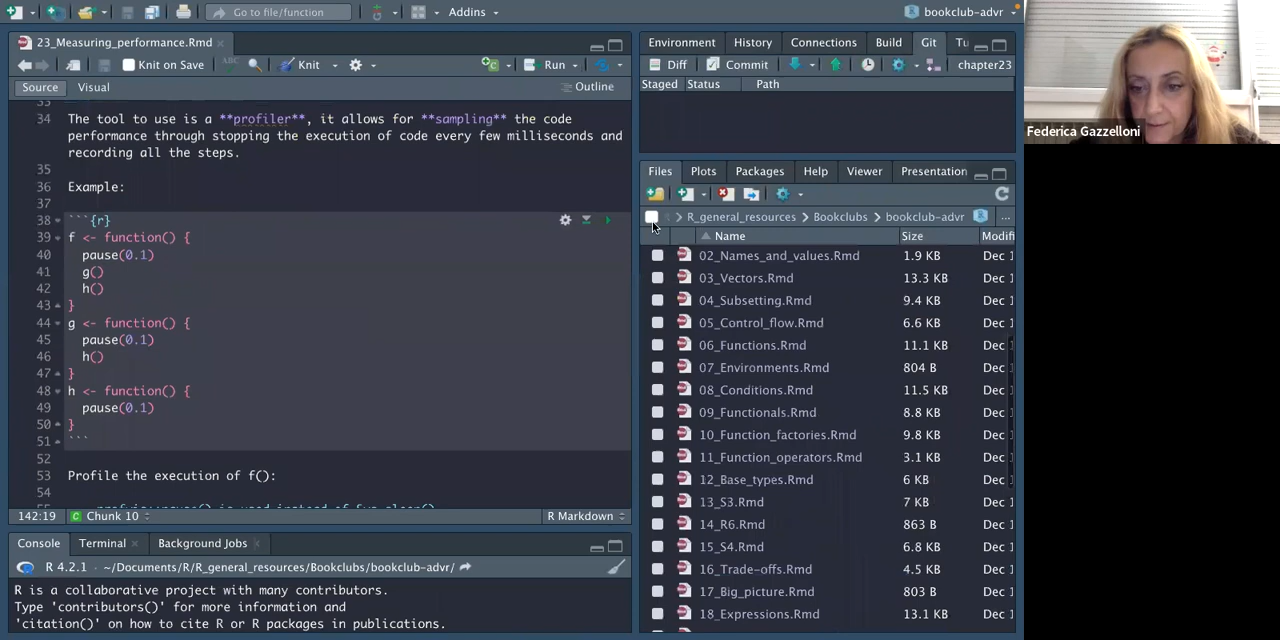 Go to file/function
Addins
bookclub-advr
23_Measuring_performance.Rmd
Knit on Save
ABC
Knit
Run
Source
Visual
Outline
33
34 The tool to use is a **profiler**, it allows for **sampling** the code
performance through stopping the execution of code every few milliseconds and
recording all the steps.
35
36 Example:
37
38 ```{r}
39 f <- function() {
40 pause(0.1)
41 g()
42 h()
43 }
44 g <- function() {
45 pause(0.1)
46 h()
47 }
48 h <- function() {
49 pause(0.1)
50 }
51 ```
52
53 Profile the execution of f():
54
142:19
Chunk 10
R Markdown
Console
Terminal
Background Jobs
R 4.2.1 · ~/Documents/R/R_general_resources/Bookclubs/bookclub-advr/
R is a collaborative project with many contributors.
Type 'contributors()' for more information and
'citation()' on how to cite R or R packages in publications.
Environment
History
Connections
Build
Git
Tu
Diff
Commit
chapter23
Staged Status Path
Files
Plots
Packages
Help
Viewer
Presentation
R_general_resources
Bookclubs
bookclub-advr
...
Name Size Modifi
02_Names_and_values.Rmd 1.9 KB Dec 1
03_Vectors.Rmd 13.3 KB Dec 1
04_Subsetting.Rmd 9.4 KB Dec 1
05_Control_flow.Rmd 6.6 KB Dec 1
06_Functions.Rmd 11.1 KB Dec 1
07_Environments.Rmd 804 B Dec 1
08_Conditions.Rmd 11.5 KB Dec 1
09_Functionals.Rmd 8.8 KB Dec 1
10_Function_factories.Rmd 9.8 KB Dec 1
11_Function_operators.Rmd 3.1 KB Dec 1
12_Base_types.Rmd 6 KB Dec 1
13_S3.Rmd 7 KB Dec 1
14_R6.Rmd 863 B Dec 1
15_S4.Rmd 6.8 KB Dec 1
16_Trade-offs.Rmd 4.5 KB Dec 1
17_Big_picture.Rmd 803 B Dec 1
18_Expressions.Rmd 13.1 KB Dec 1
Federica Gazzelloni